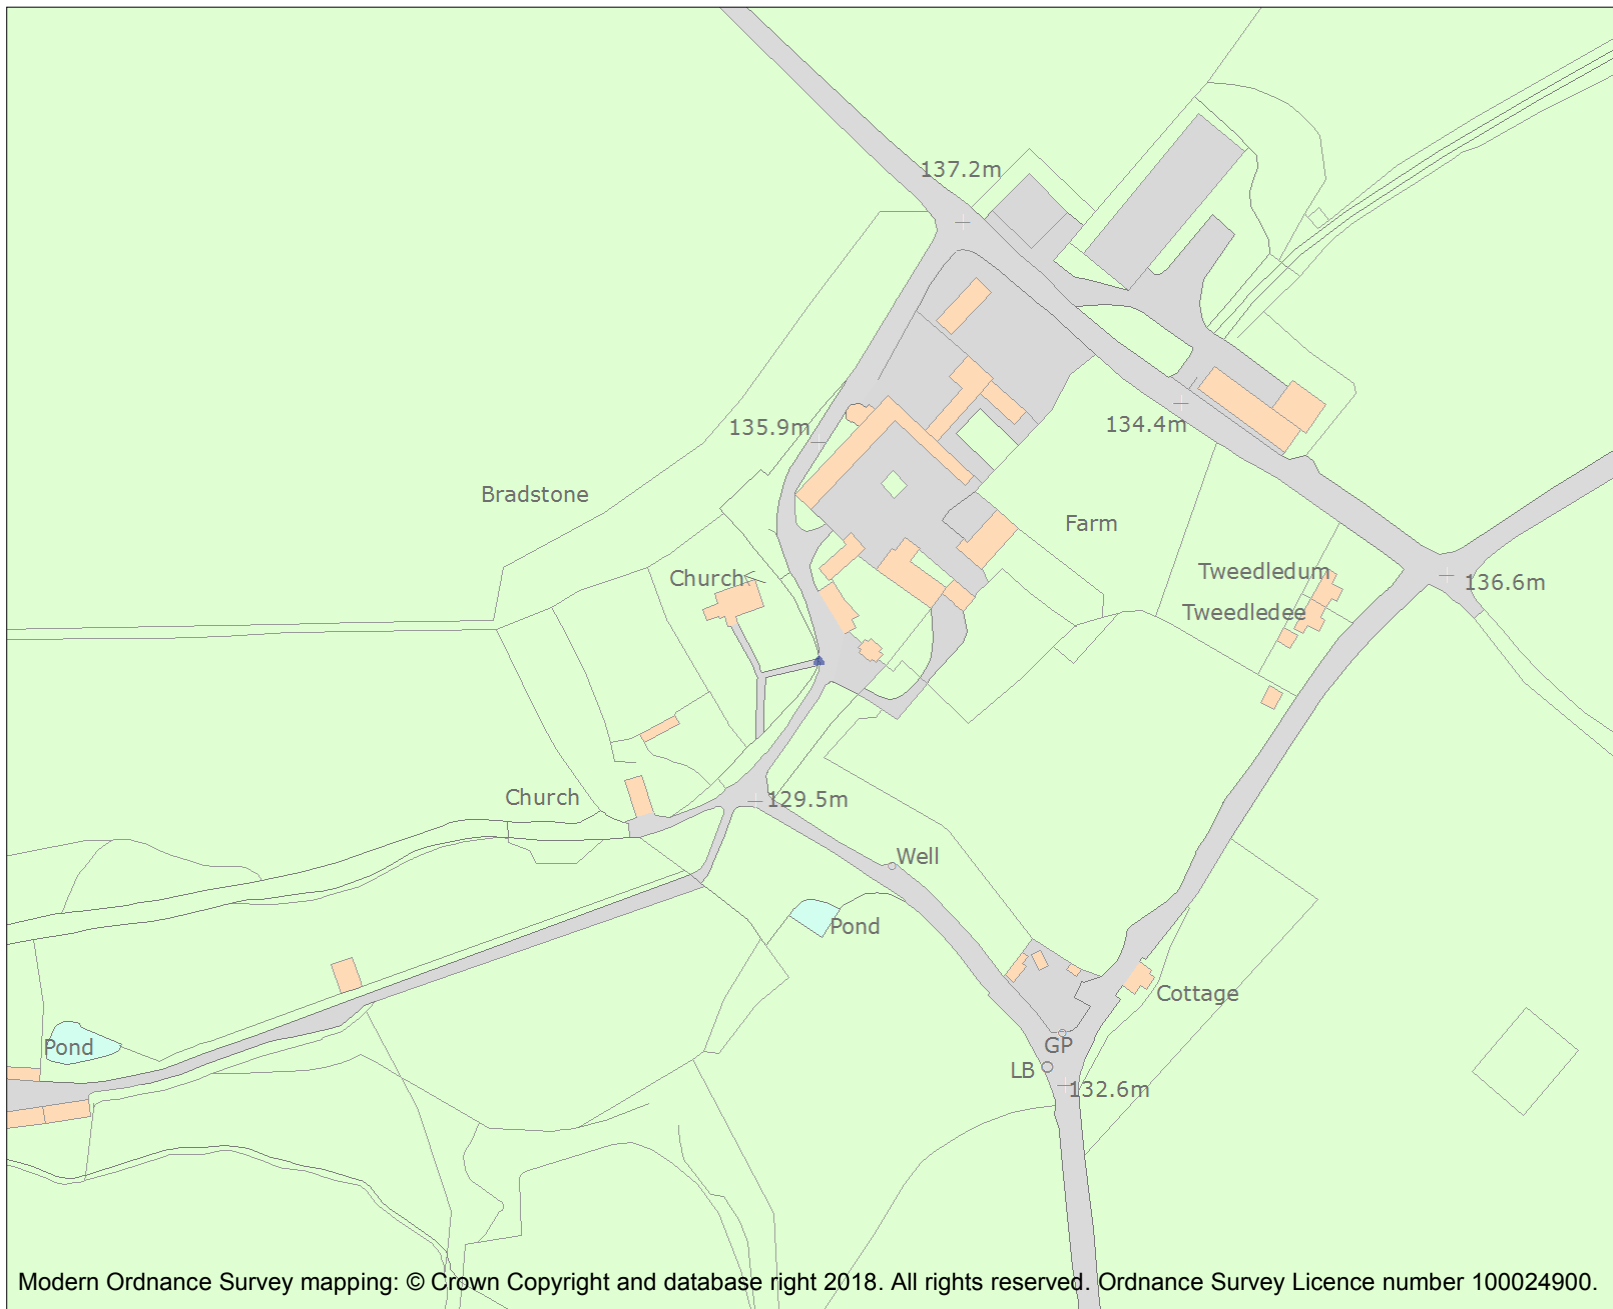 137.2m
134.4m
135.9m
Bradstone
Farm
Tweedledum
Church
136.6m
Tweedledee
Church
129.5m
Well
Pond
Cottage
Pond
GP
LB
132.6m
Modern Ordnance Survey mapping: © Crown Copyright and database right 2018. All rights reserved. Ordnance Survey Licence number 100024900.